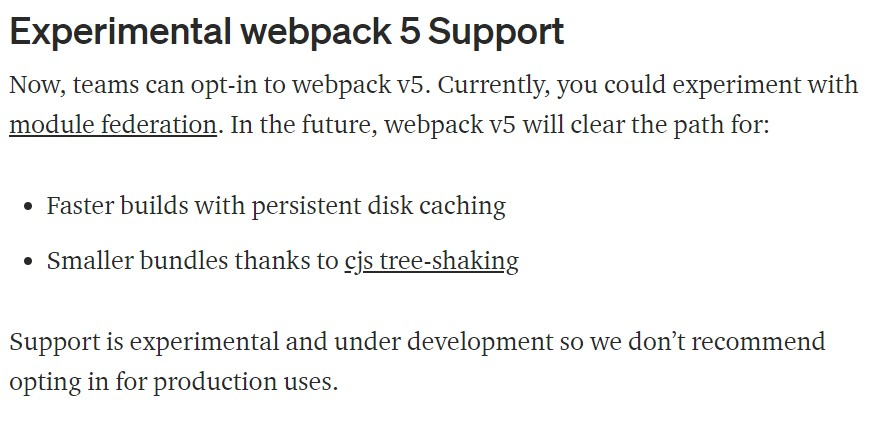 Experimental webpack 5 Support
Now, teams can opt-in to webpack v5. Currently, you could experiment with
module federation. In the future, webpack v5 will clear the path for:
• Faster builds with persistent disk caching
• Smaller bundles thanks to cjs tree-shaking
Support is experimental and under development so we don’t recommend
opting in for production uses.